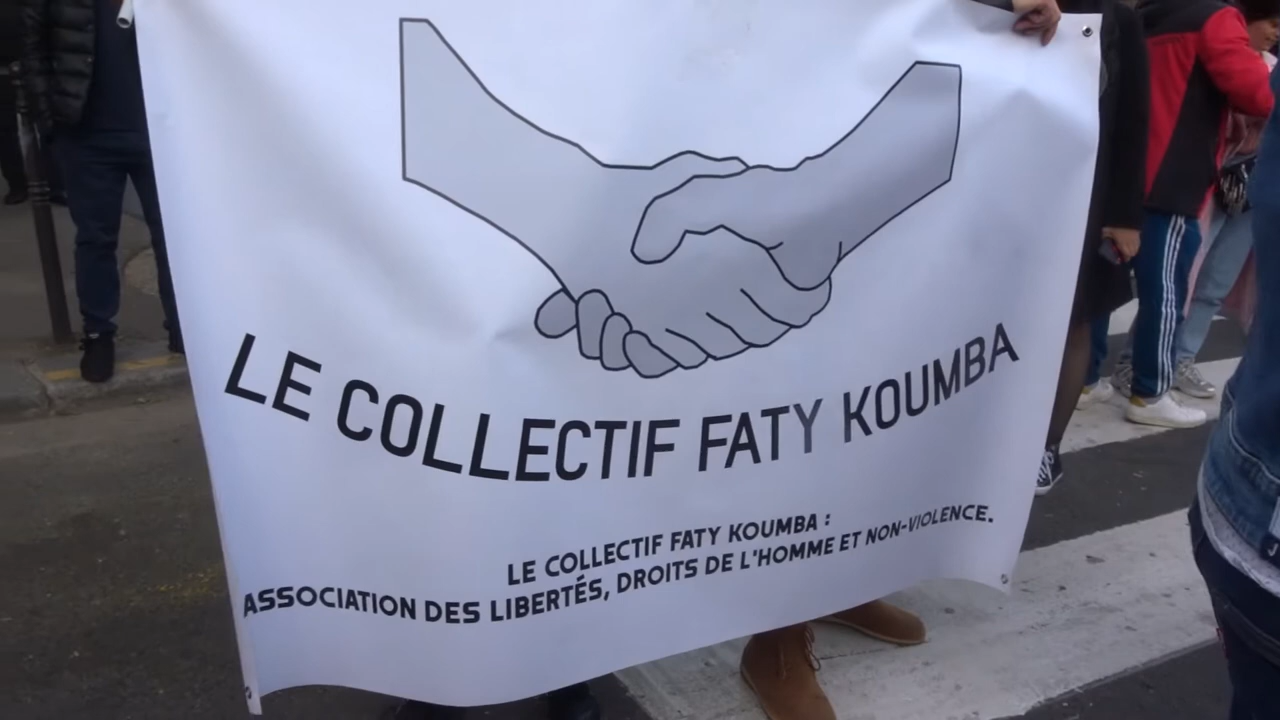 LE COLLECTIF FATY KOUMBA
LE COLLECTIF FATY KOUMBA :
ASSOCIATION DES LIBERTÉS, DROITS DE L'HOMME ET NON-VIOLENCE.